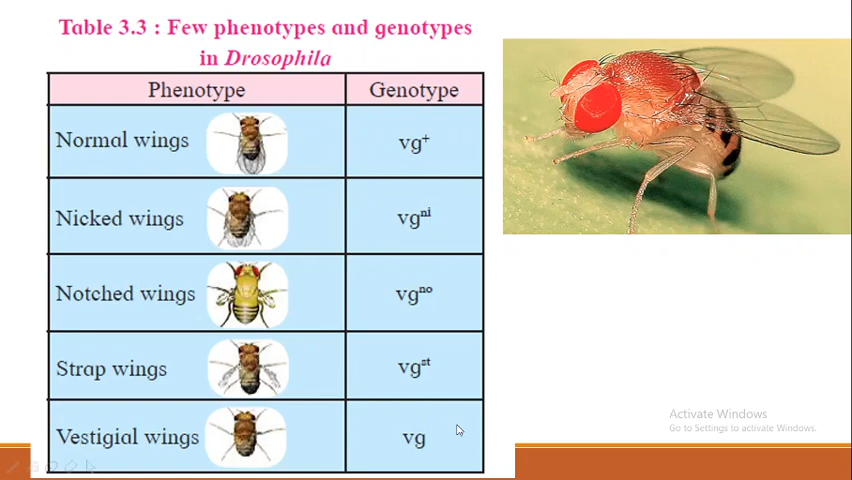 Table 3.3 : Few phenotypes and genotypes
in Drosophila
Phenotype Genotype
Normal wings vg+
Nicked wings vgni
Notched wings vgno
Strap wings vgst
Vestigial wings vg
Activate Windows
Go to Settings to activate Windows.